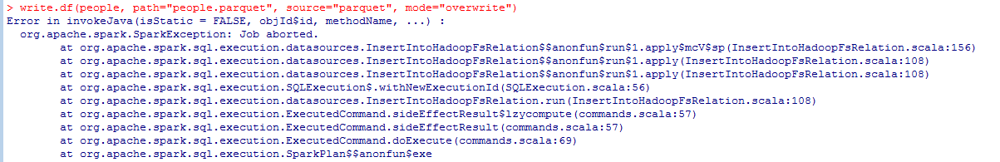 > write.df(people, path="people.parquet", source="parquet", mode="overwrite")
Error in invokeJava(isStatic = FALSE, objId$id, methodName, ...) :
  org.apache.spark.SparkException: Job aborted.
        at org.apache.spark.sql.execution.datasources.InsertIntoHadoopFsRelation$$anonfun$run$1.apply$mcV$sp(InsertIntoHadoopFsRelation.scala:156)
        at org.apache.spark.sql.execution.datasources.InsertIntoHadoopFsRelation$$anonfun$run$1.apply(InsertIntoHadoopFsRelation.scala:108)
        at org.apache.spark.sql.execution.datasources.InsertIntoHadoopFsRelation$$anonfun$run$1.apply(InsertIntoHadoopFsRelation.scala:108)
        at org.apache.spark.sql.execution.SQLExecution$.withNewExecutionId(SQLExecution.scala:56)
        at org.apache.spark.sql.execution.datasources.InsertIntoHadoopFsRelation.run(InsertIntoHadoopFsRelation.scala:108)
        at org.apache.spark.sql.execution.ExecutedCommand.sideEffectResult$lzycompute(commands.scala:57)
        at org.apache.spark.sql.execution.ExecutedCommand.sideEffectResult(commands.scala:57)
        at org.apache.spark.sql.execution.ExecutedCommand.doExecute(commands.scala:69)
        at org.apache.spark.sql.execution.SparkPlan$$anonfun$exe